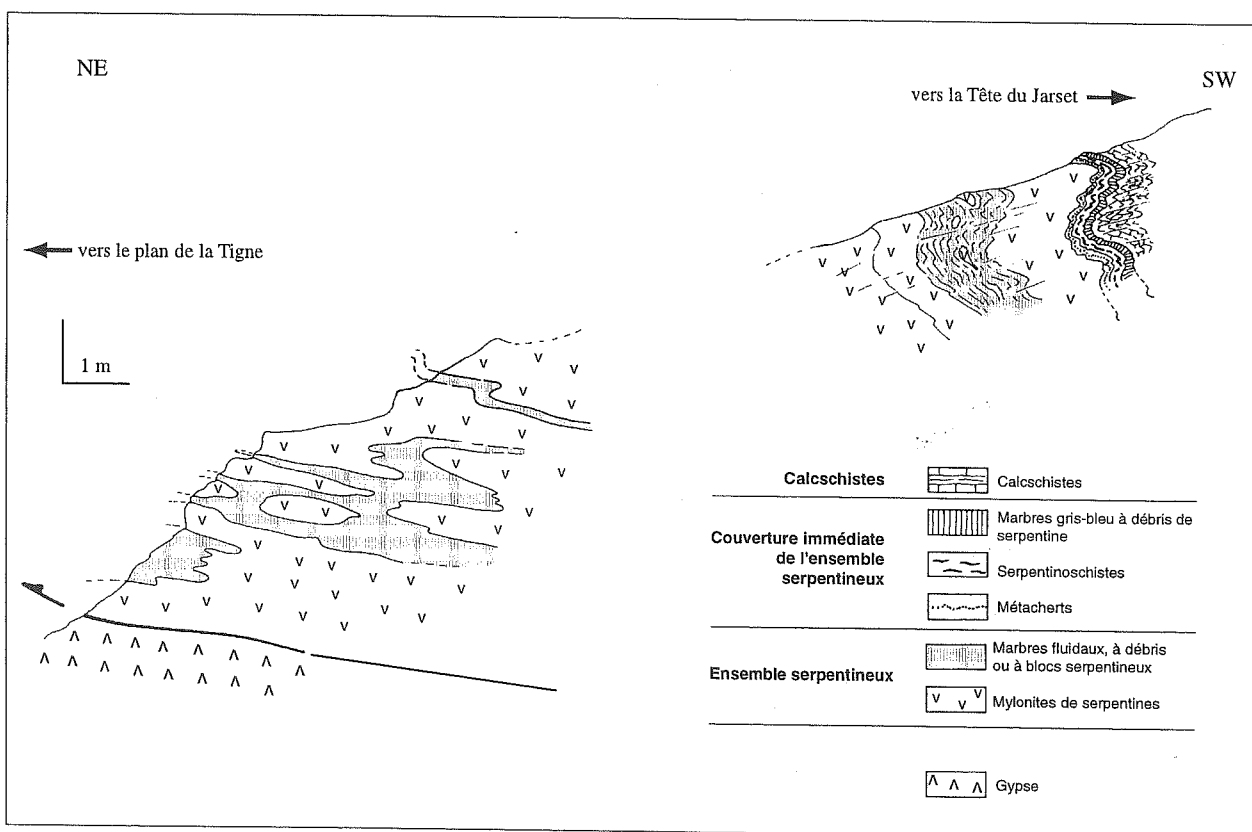 NE
SW
vers la Tête du Jarset
vers le plan de la Tigne
1 m
Calcschistes
Calcschistes
Couverture immédiate
de l'ensemble
serpentineux
Marbres gris-bleu à débris de
serpentine
Serpentinoschistes
Métacherts
Ensemble serpentineux
Marbres fluidaux, à débris
ou à blocs serpentineux
Mylonites de serpentines
Gypse